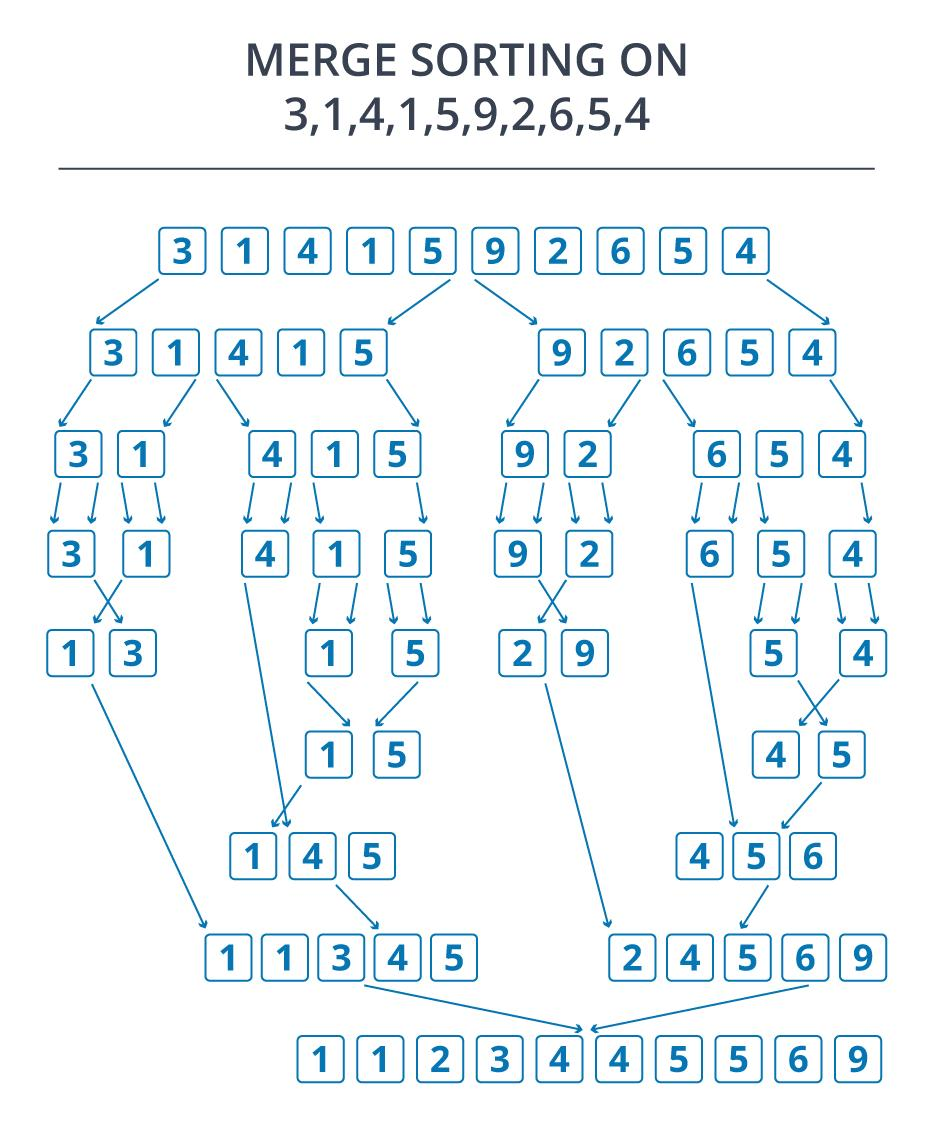 MERGE SORTING ON
3,1,4,1,5,9,2,6,5,4
3 1 4 1 5 9 2 6 5 4
3 1 4 1 5 9 2 6 5 4
3 1 4 1 5 9 2 6 5 4
3 1 4 1 5 9 2 6 5 4
1 3 1 5 2 9 5 4
1 5 4 5
1 4 5 4 5 6
1 1 3 4 5 2 4 5 6 9
1 1 2 3 4 4 5 5 6 9